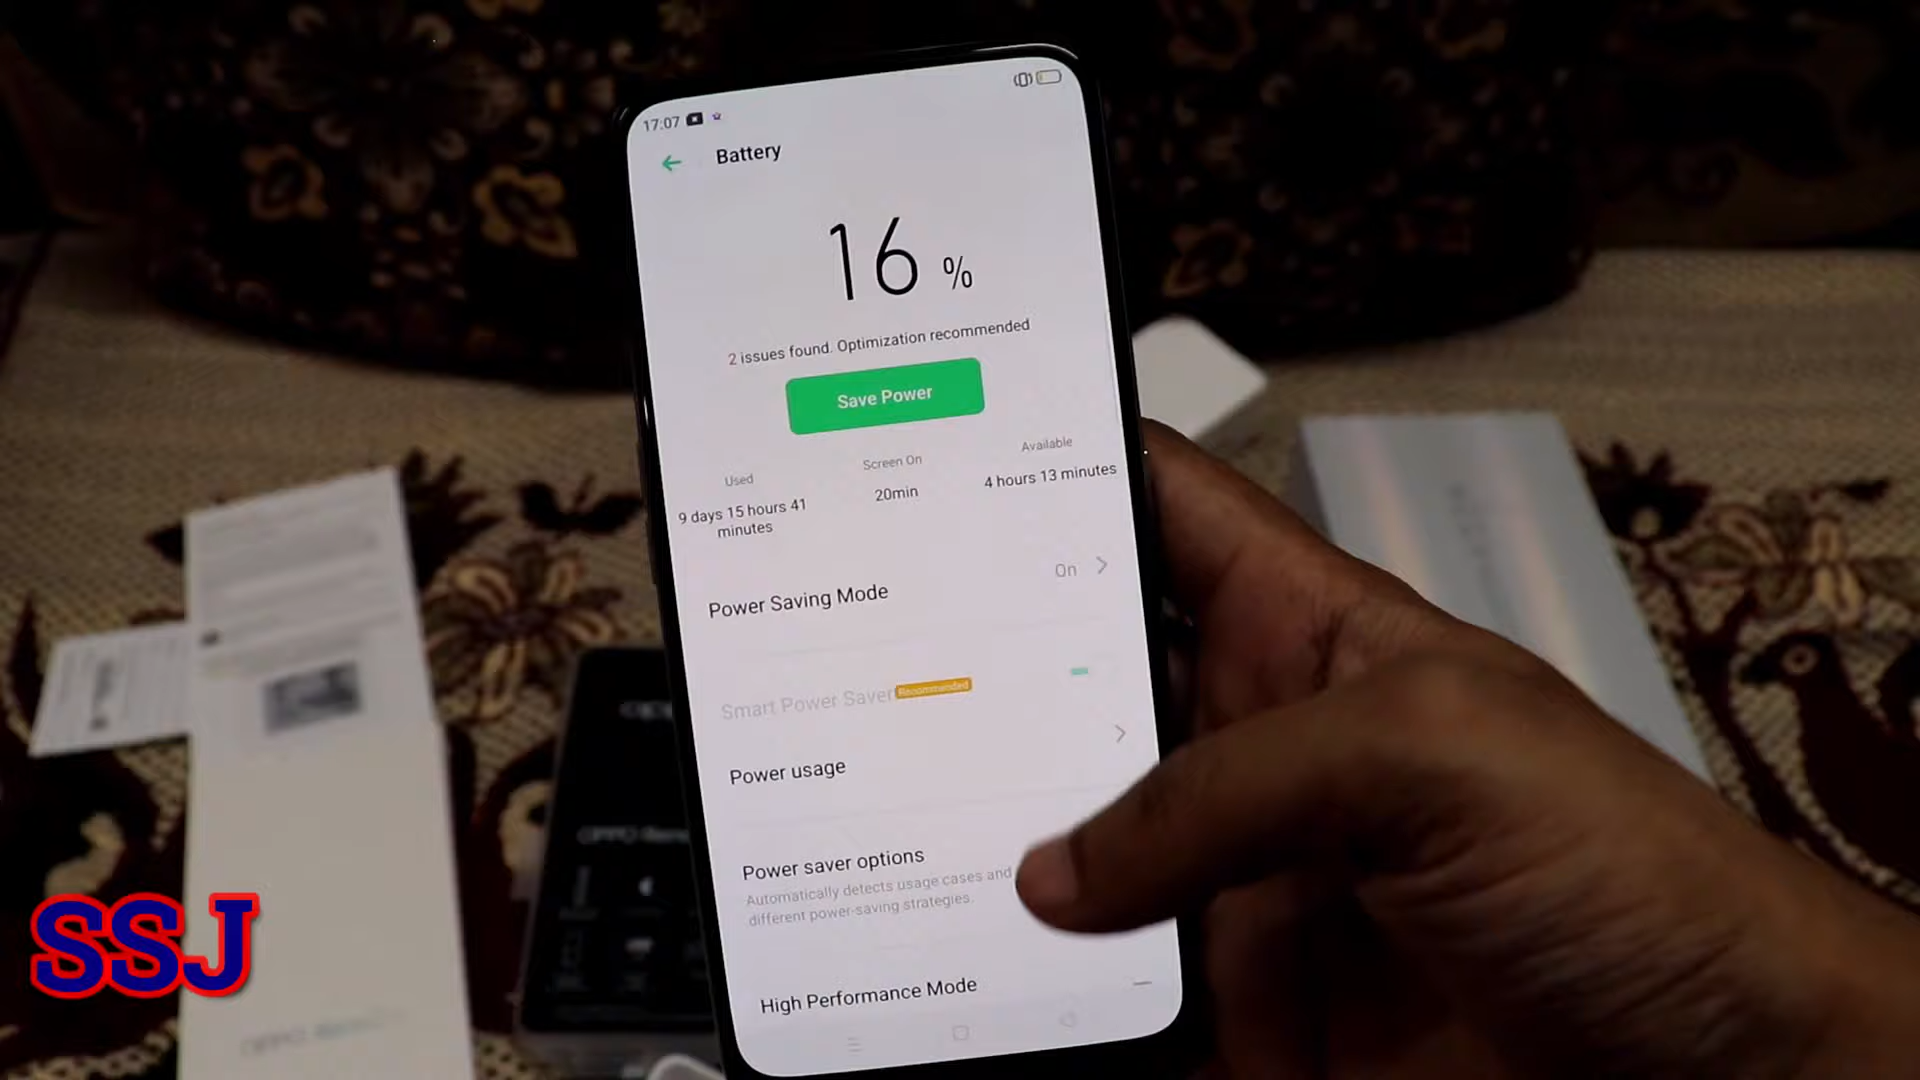 17:07
Battery
16 %
2 issues found. Optimization recommended
Save Power
Used
Screen On
Available
9 days 15 hours 41
minutes
20min
4 hours 13 minutes
Power Saving Mode
On
Smart Power Saver
Recommended
Power usage
Power saver options
Automatically detects usage cases and
different power-saving strategies.
High Performance Mode
OPPO
SSJ